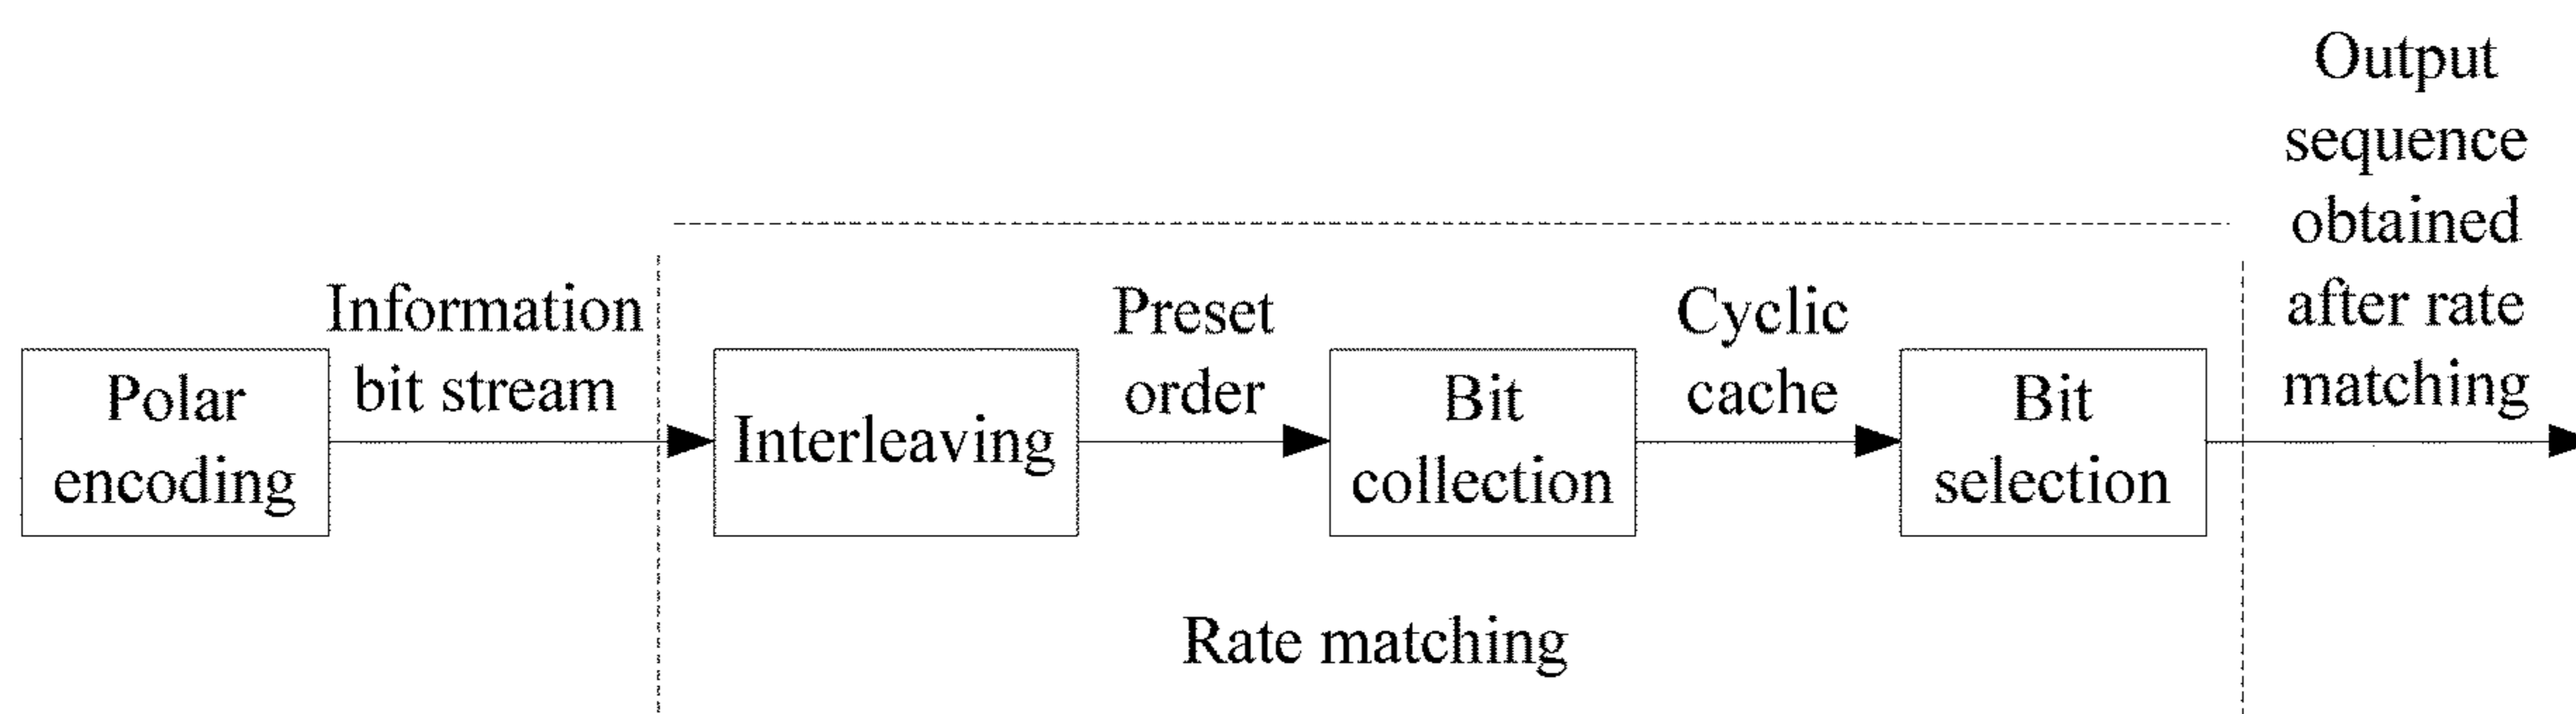 Polar
encoding
Information
bit stream
Interleaving
Preset
order
Bit
collection
Cyclic
cache
Bit
selection
Output
sequence
obtained
after rate
matching
Rate matching